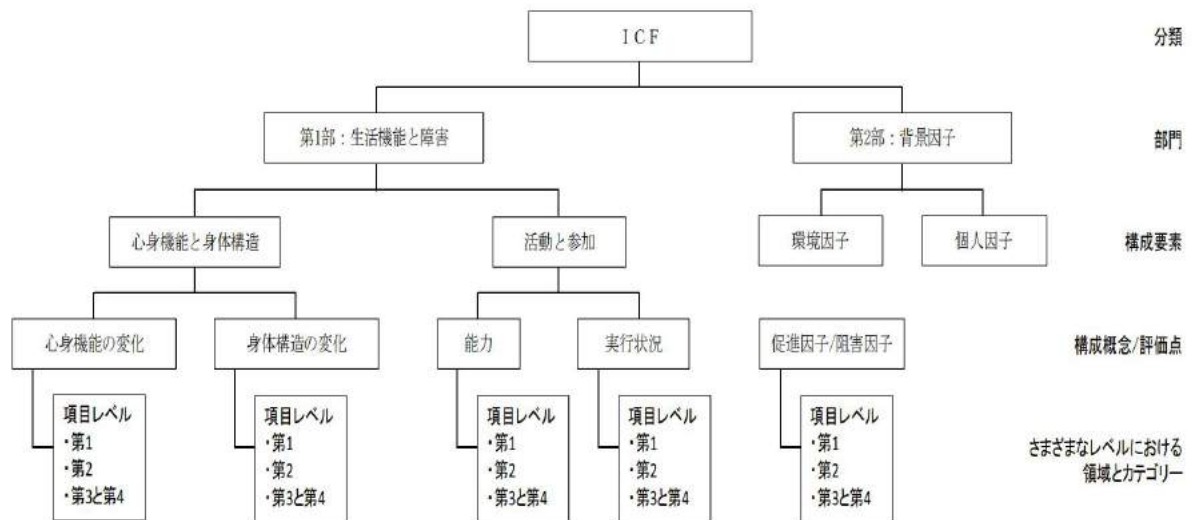 ICF
分類
第1部：生活機能と障害
第2部：背景因子
部門
心身機能と身体構造
活動と参加
環境因子
個人因子
構成要素
心身機能の変化
身体構造の変化
能力
実行状況
促進因子/阻害因子
構成概念/評価点
項目レベル
・第1
・第2
・第3と第4
項目レベル
・第1
・第2
・第3と第4
項目レベル
・第1
・第2
・第3と第4
項目レベル
・第1
・第2
・第3と第4
項目レベル
・第1
・第2
・第3と第4
さまざまなレベルにおける
領域とカテゴリー